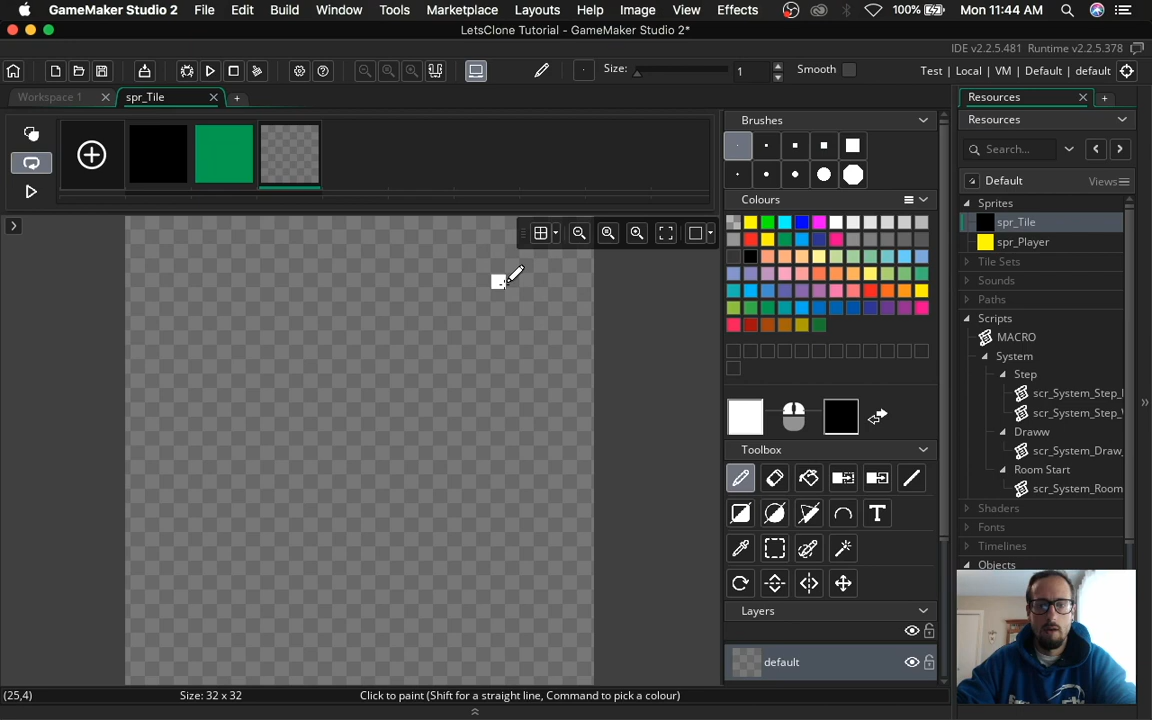 GameMaker Studio 2 File Edit Build Window Tools Marketplace Layouts Help Image View Effects 100% Mon 11:44 AM
LetsClone Tutorial - GameMaker Studio 2*
IDE v2.2.5.481 Runtime v2.2.5.378
Size: 1 Smooth Test | Local | VM | Default | default
Workspace 1 spr_Tile Resources
Brushes Resources
Search...
Default Views
Colours Sprites
spr_Tile
spr_Player
Tile Sets
Sounds
Paths
Scripts
MACRO
System
Step
scr_System_Step_
scr_System_Step_
Draww
Toolbox scr_System_Draw_
Room Start
scr_System_Room
Shaders
Fonts
Timelines
Objects
T
Layers
default
(25,4) Size: 32 x 32 Click to paint (Shift for a straight line, Command to pick a colour)